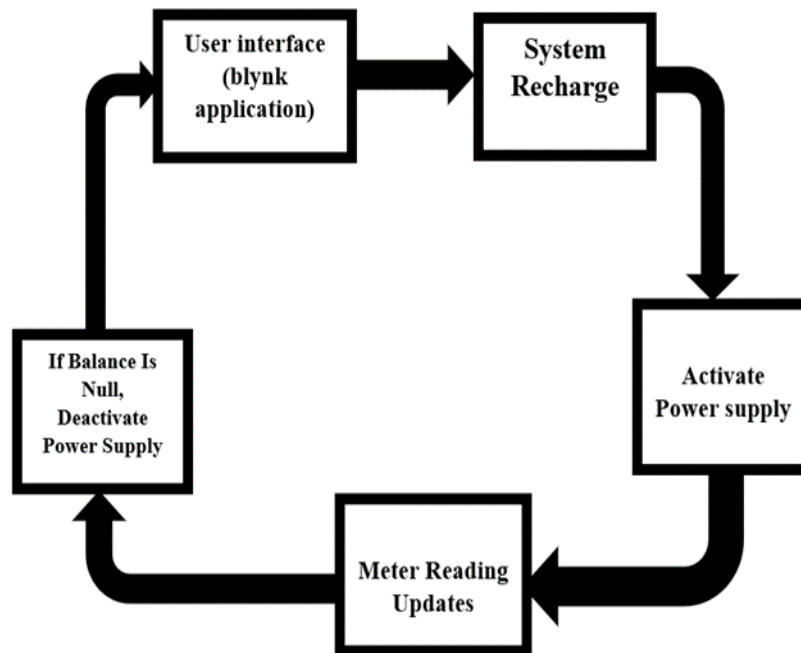 User interface
(blynk
application)
System
Recharge
Activate
Power supply
Meter Reading
Updates
If Balance Is
Null,
Deactivate
Power Supply